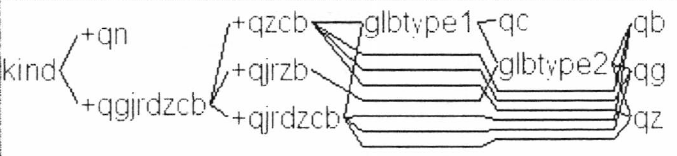 +qzcb glbtype1 qc qb
+qn
kind +qjrzb glbtype2 qg
+qgjrdzcb +qjrdzcb qz